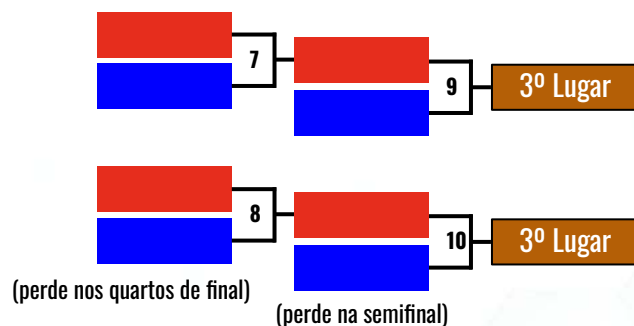 7
9
3º Lugar
8
10
3º Lugar
(perde nos quartos de final)
(perde na semifinal)